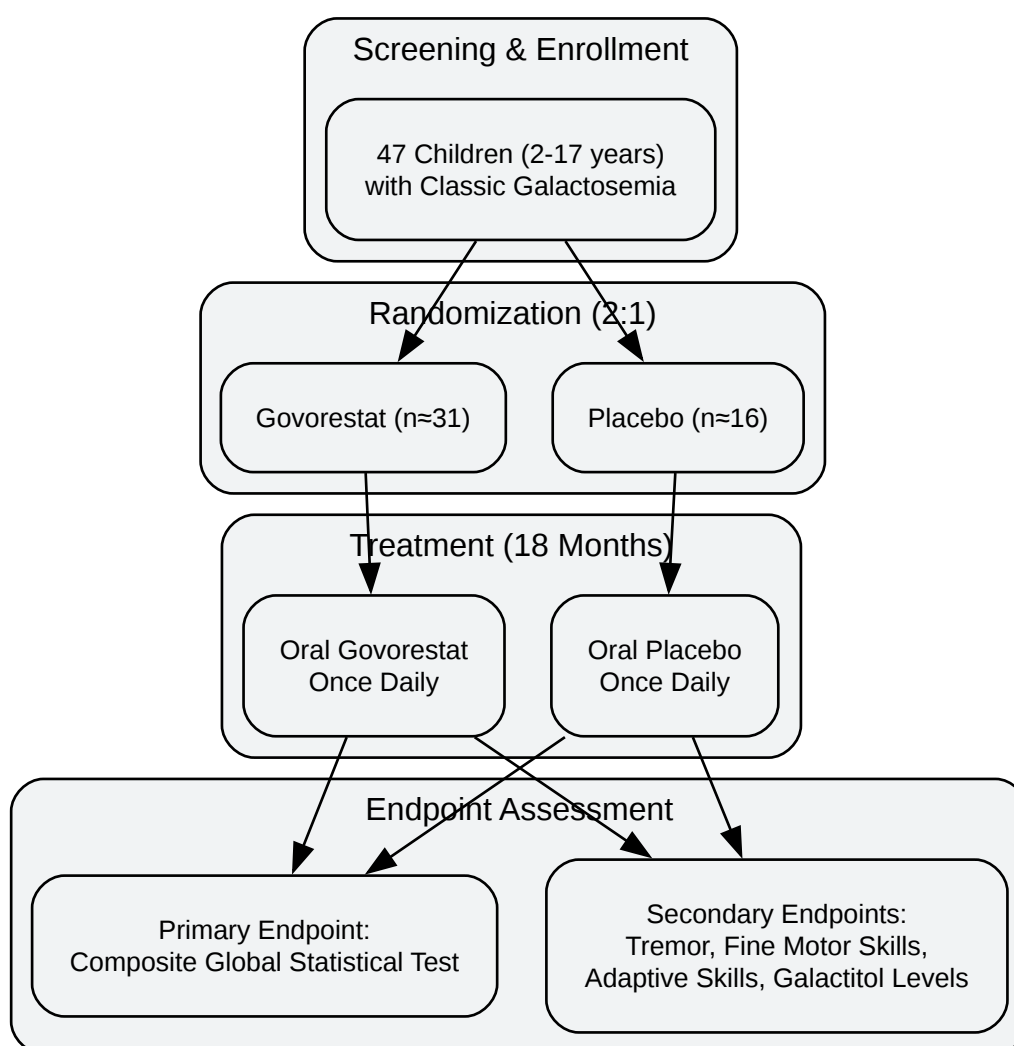 Screening & Enrollment
47 Children (2-17 years)
with Classic Galactosemia
Randomization (2:1)
Govorestat (n≈31)
Placebo (n≈16)
Treatment (18 Months)
Oral Govorestat
Once Daily
Oral Placebo
Once Daily
Endpoint Assessment
Primary Endpoint:
Composite Global Statistical Test
Secondary Endpoints:
Tremor, Fine Motor Skills,
Adaptive Skills, Galactitol Levels